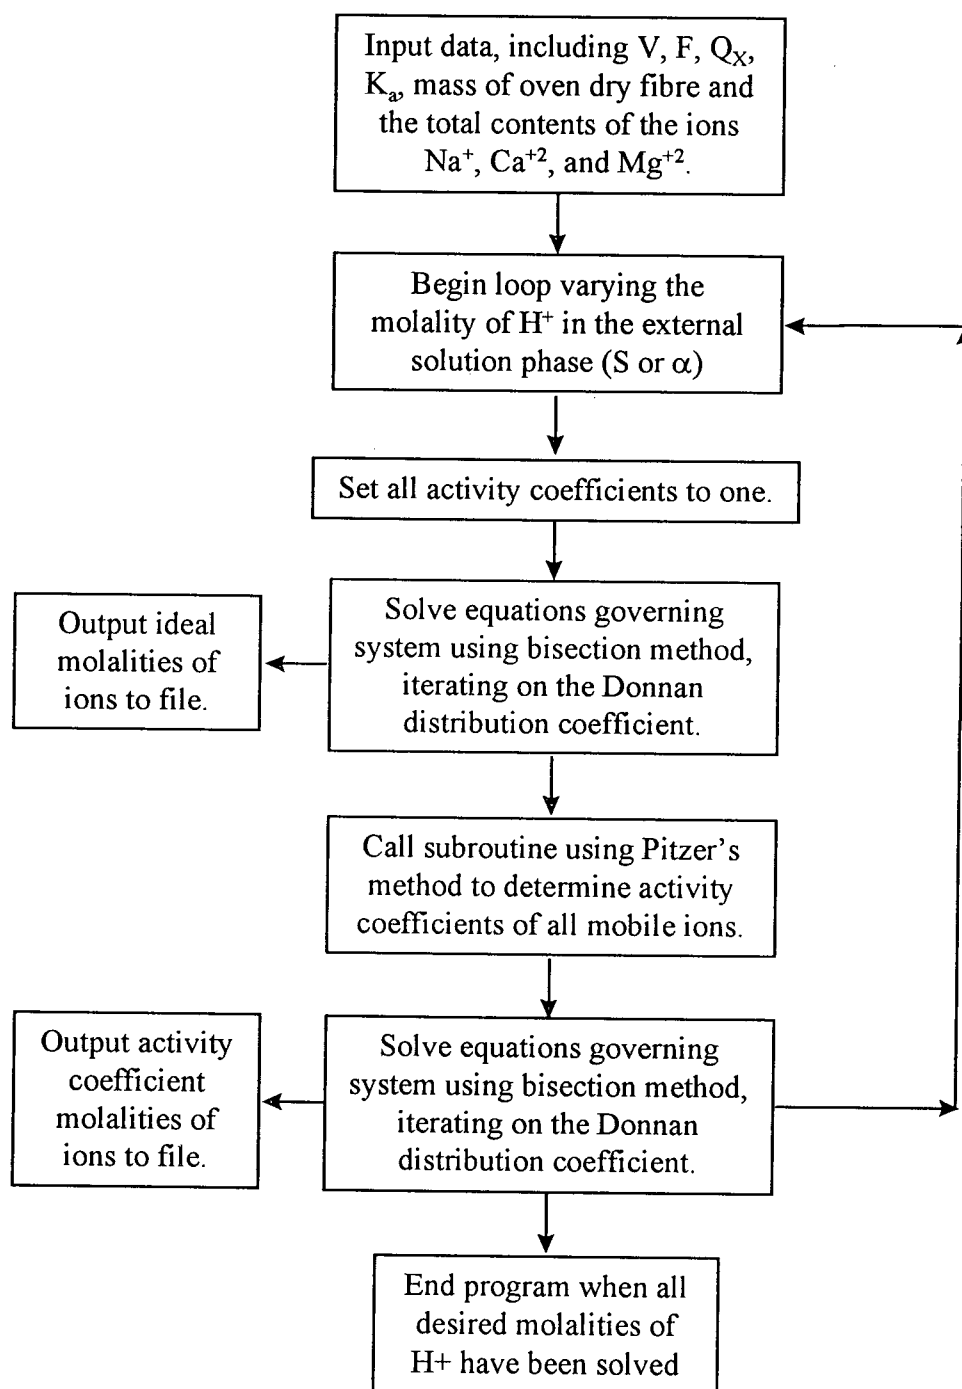 Input data, including V, F, Q_X,
K_a, mass of oven dry fibre and
the total contents of the ions
Na⁺, Ca⁺², and Mg⁺².
Begin loop varying the
molality of H⁺ in the external
solution phase (S or α)
Set all activity coefficients to one.
Solve equations governing
system using bisection method,
iterating on the Donnan
distribution coefficient.
Output ideal
molalities of
ions to file.
Call subroutine using Pitzer's
method to determine activity
coefficients of all mobile ions.
Solve equations governing
system using bisection method,
iterating on the Donnan
distribution coefficient.
Output activity
coefficient
molalities of
ions to file.
End program when all
desired molalities of
H+ have been solved